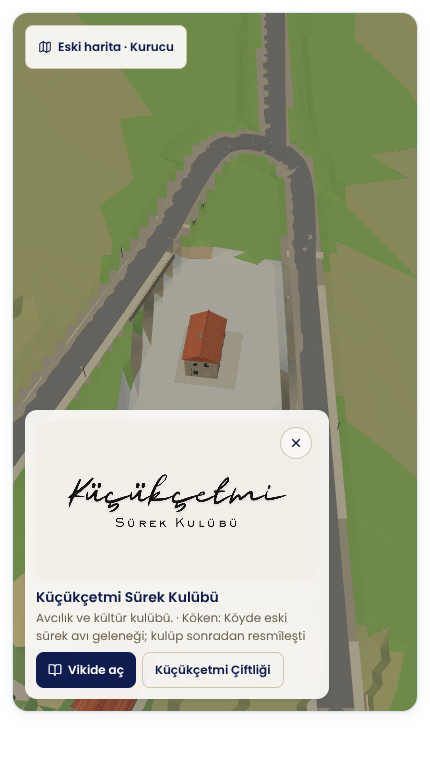 Eski harita · Kurucu
Küçükçetmi
SÜREK KULÜBÜ
Küçükçetmi Sürek Kulübü
Avcılık ve kültür kulübü. · Köken: Köyde eski
sürek avı geleneği; kulüp sonradan resmîleşti
Vikide aç
Küçükçetmi Çiftliği